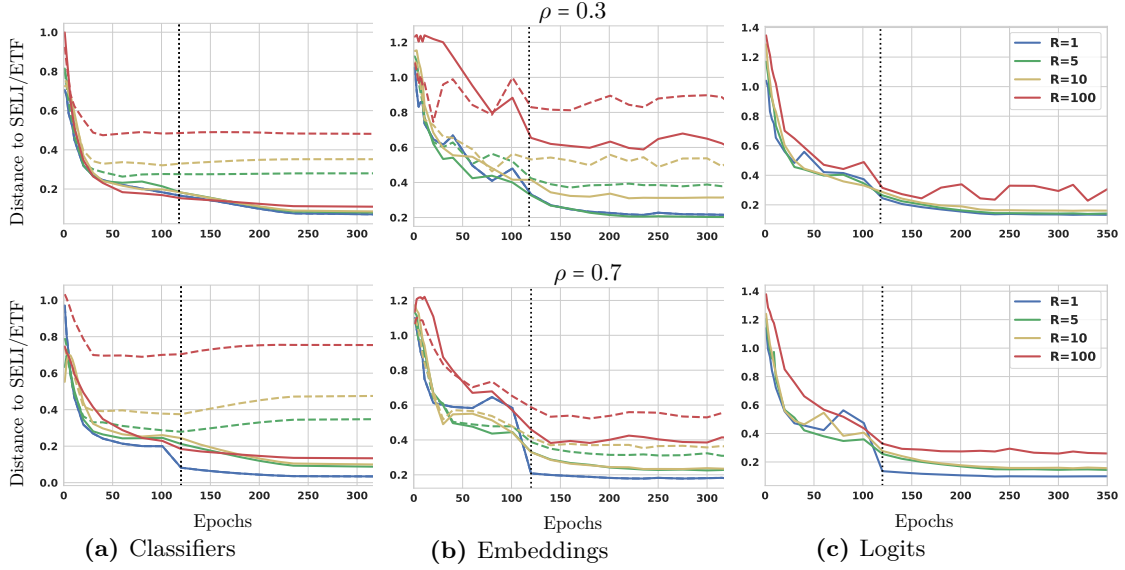 ρ = 0.3
Distance to SELI/ETF
1.0
0.8
0.6
0.4
0.2
0 50 100 150 200 250 300
1.2
1.0
0.8
0.6
0.4
0.2
0 50 100 150 200 250 300
1.4
1.2
1.0
0.8
0.6
0.4
0.2
0 50 100 150 200 250 300 350
R=1
R=5
R=10
R=100
ρ = 0.7
Distance to SELI/ETF
1.0
0.8
0.6
0.4
0.2
0.0
0 50 100 150 200 250 300
1.2
1.0
0.8
0.6
0.4
0.2
0 50 100 150 200 250 300
1.4
1.2
1.0
0.8
0.6
0.4
0.2
0 50 100 150 200 250 300 350
R=1
R=5
R=10
R=100
Epochs Epochs Epochs
(a) Classifiers (b) Embeddings (c) Logits